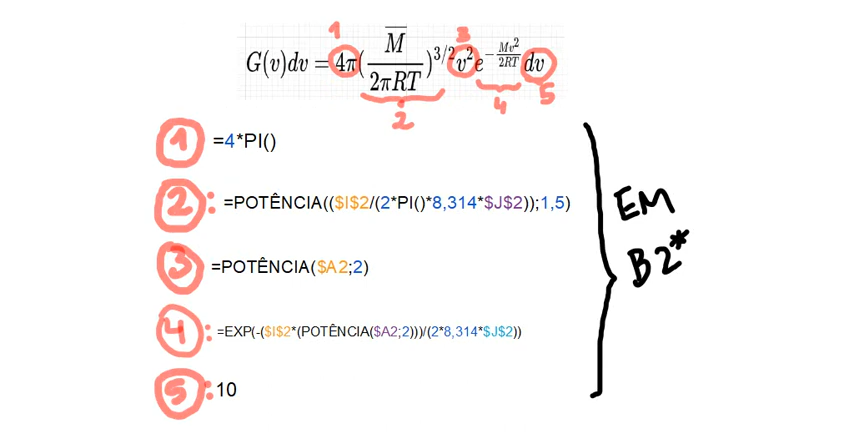 1 3
G(v)dv = 4π(M̅/2πRT)^3/2 v²e^-Mv²/2RT dv
2 4 5
1 =4*PI()
2: =POTÊNCIA(($I$2/(2*PI()*8,314*$J$2));1,5)
3 =POTÊNCIA($A2;2)
4: =EXP(-($I$2*(POTÊNCIA($A2;2)))/(2*8,314*$J$2))
5: 10
EM
B2*